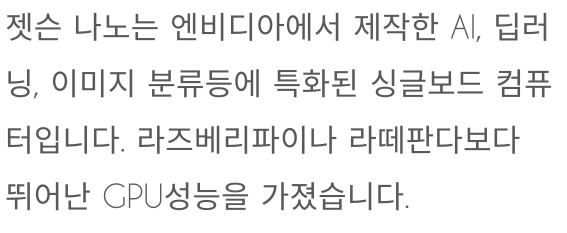 젯슨 나노는 엔비디아에서 제작한 AI, 딥러
닝, 이미지 분류등에 특화된 싱글보드 컴퓨
터입니다. 라즈베리파이나 라떼판다보다
뛰어난 GPU성능을 가졌습니다.